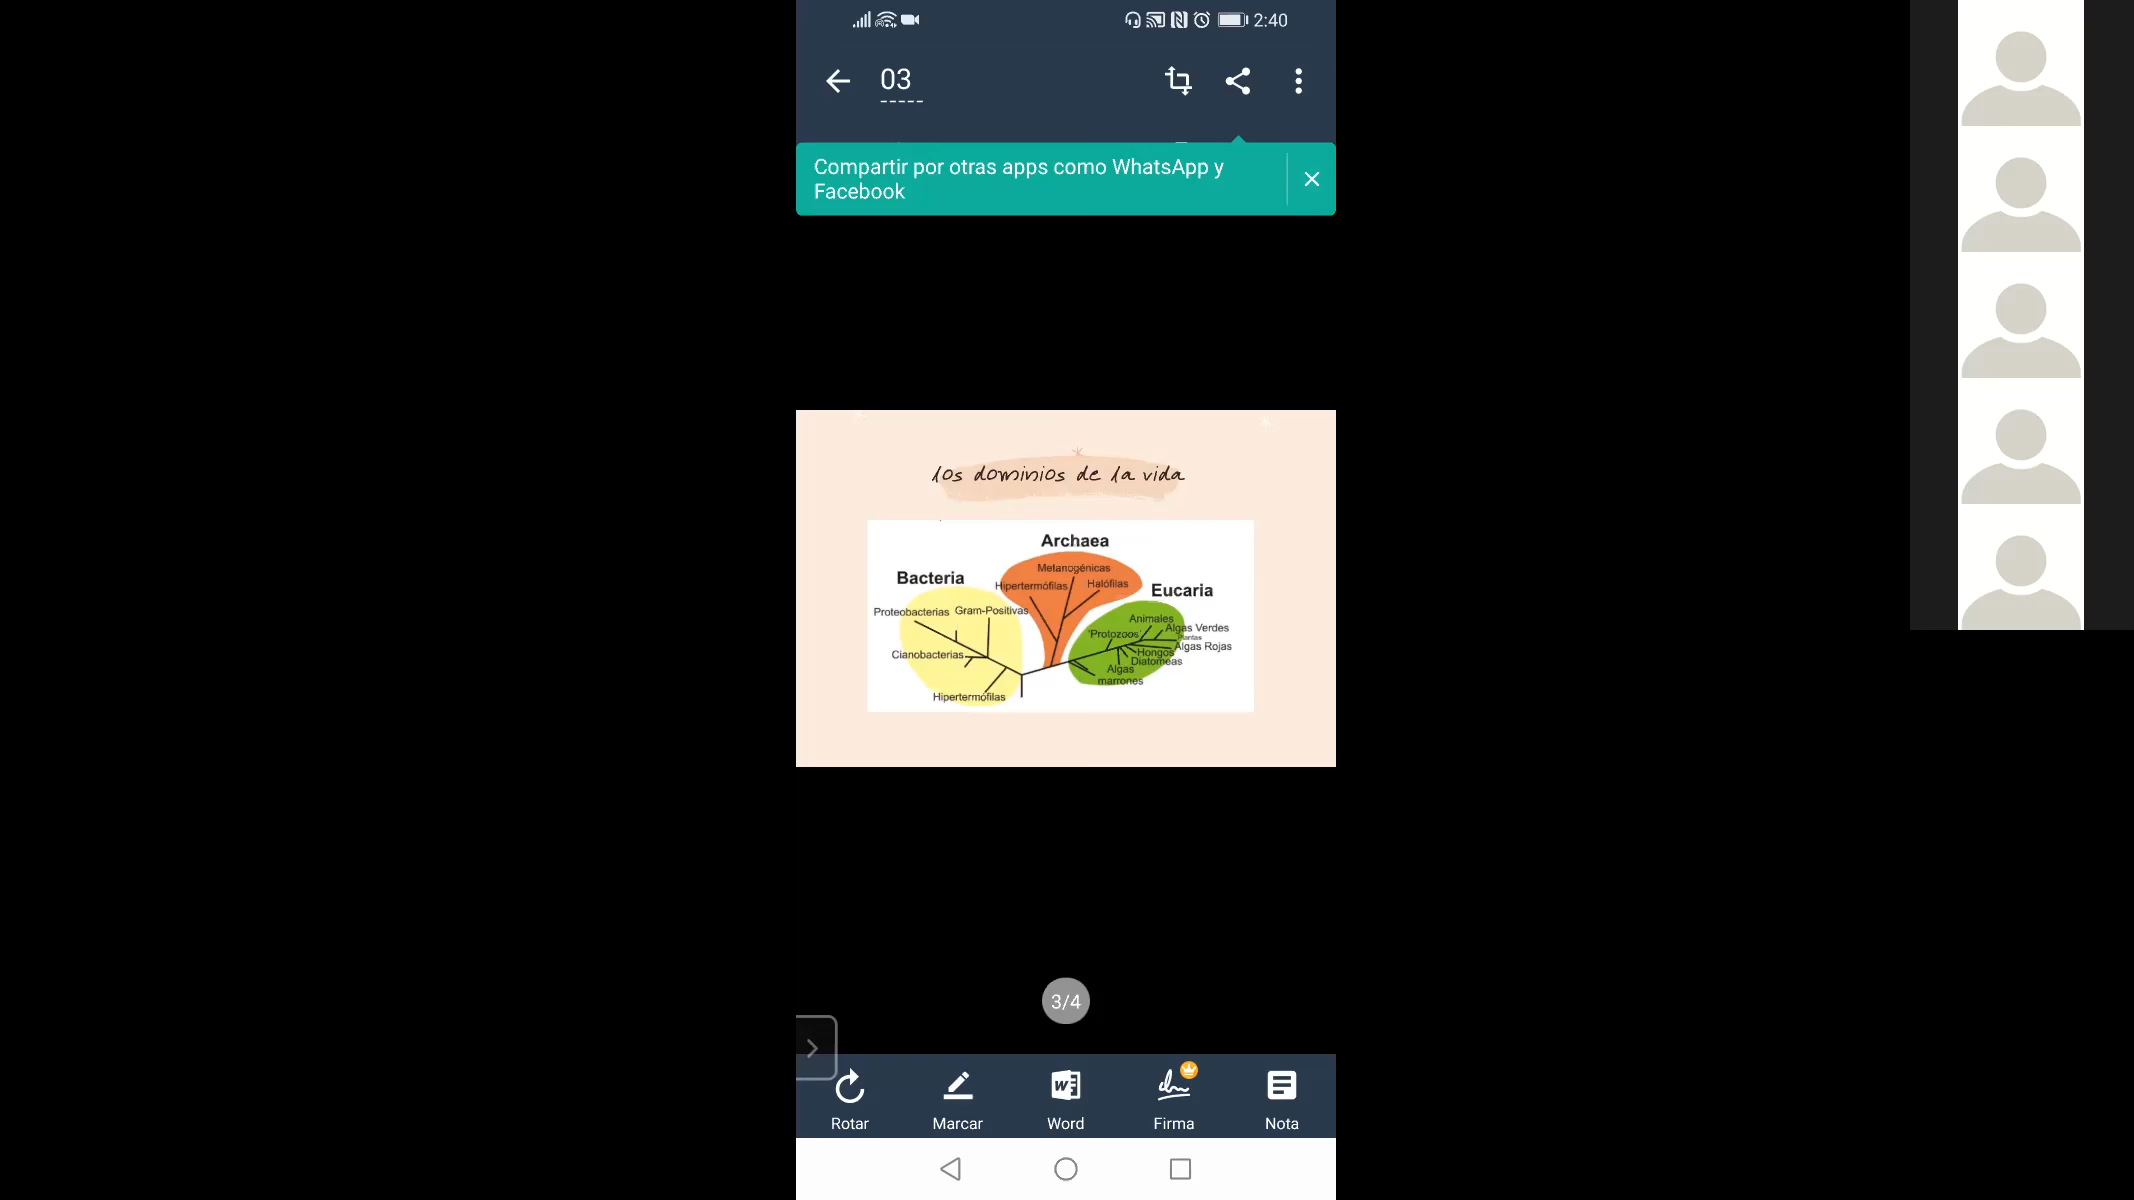 2:40
03
Compartir por otras apps como WhatsApp y
Facebook
los dominios de la vida
Archaea
Metanogénicas
Hipertermófilas
Halófilas
Bacteria
Proteobacterias
Gram-Positivas
Cianobacterias
Hipertermófilas
Eucaria
Animales
Algas Verdes
'Protozoos'
Plantas
Algas Rojas
Hongos
Diatomeas
Algas
marrones
3/4
Rotar
Marcar
Word
Firma
Nota